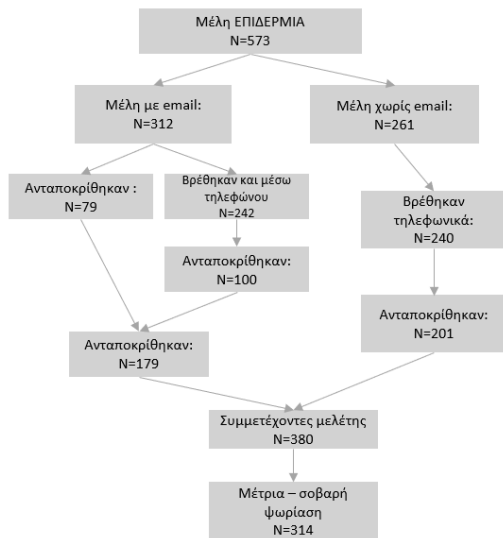 Μέλη ΕΠΙΔΕΡΜΙΑ
N=573
Μέλη με email:
N=312
Μέλη χωρίς email:
N=261
Ανταποκρίθηκαν :
N=79
Βρέθηκαν και μέσω
τηλεφώνου
N=242
Βρέθηκαν
τηλεφωνικά:
N=240
Ανταποκρίθηκαν:
N=100
Ανταποκρίθηκαν:
N=201
Ανταποκρίθηκαν:
N=179
Συμμετέχοντες μελέτης
N=380
Μέτρια – σοβαρή
ψωρίαση
N=314